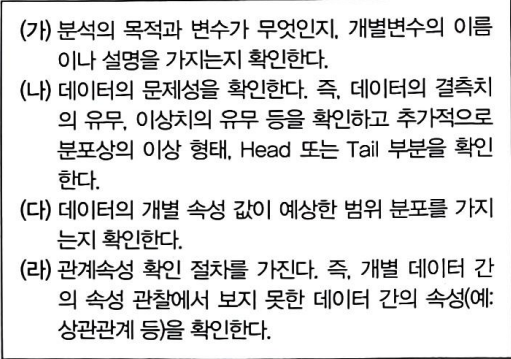 (가) 분석의 목적과 변수가 무엇인지, 개별변수의 이름
이나 설명을 가지는지 확인한다.
(나) 데이터의 문제성을 확인한다. 즉, 데이터의 결측치
의 유무, 이상치의 유무 등을 확인하고 추가적으로
분포상의 이상 형태, Head 또는 Tail 부분을 확인
한다.
(다) 데이터의 개별 속성 값이 예상한 범위 분포를 가지
는지 확인한다.
(라) 관계속성 확인 절차를 가진다. 즉, 개별 데이터 간
의 속성 관찰에서 보지 못한 데이터 간의 속성(예:
상관관계 등)을 확인한다.